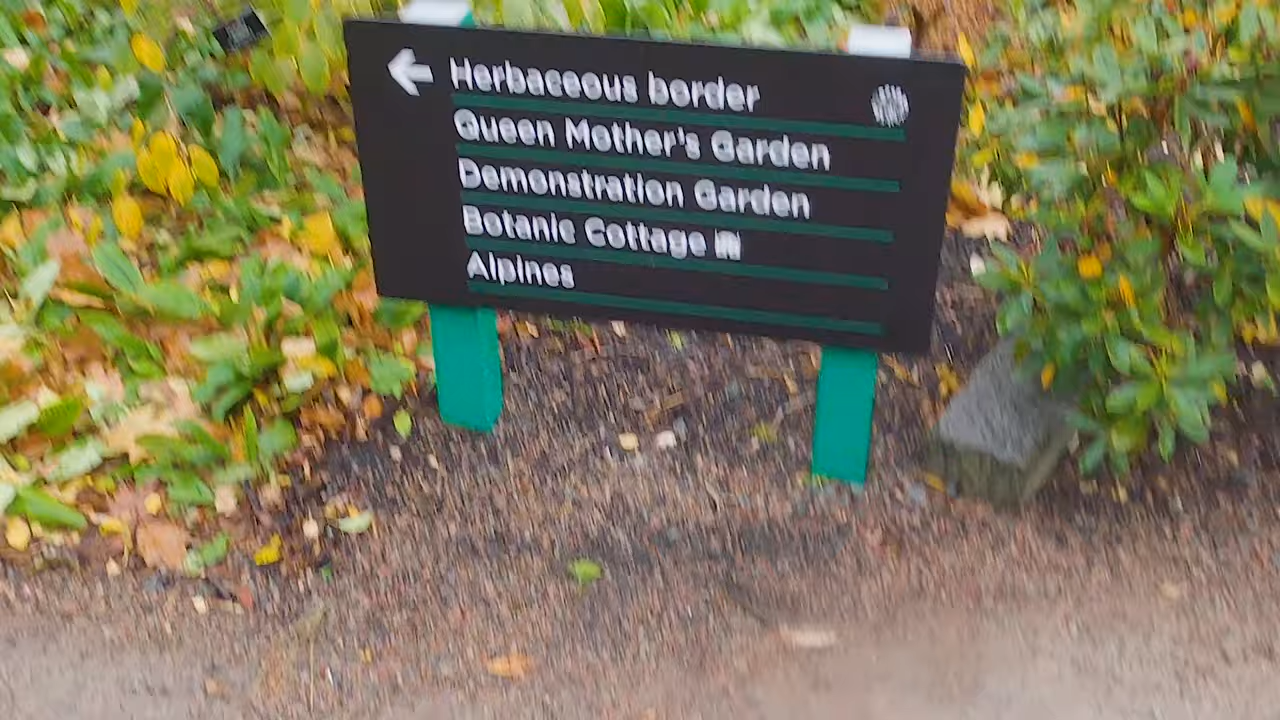 Herbaceous border
Queen Mother's Garden
Demonstration Garden
Botanic Cottage
Alpines